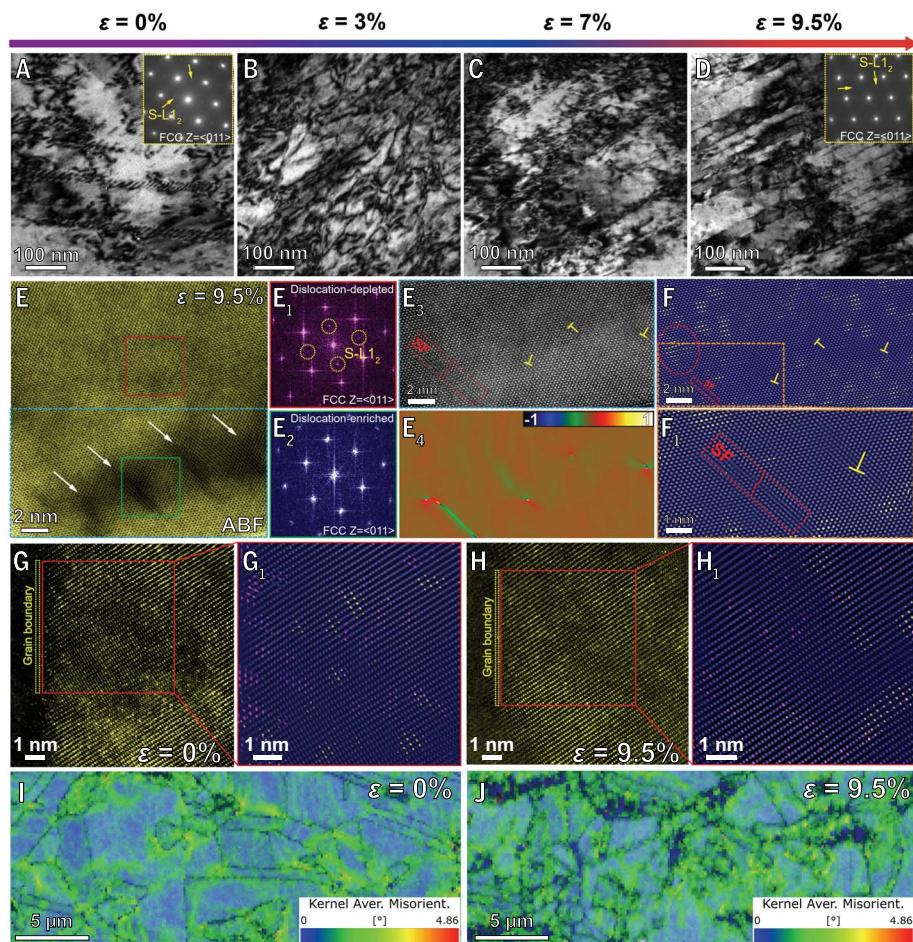 ε = 0%
ε = 3%
ε = 7%
ε = 9.5%
A
S-L1₂
FCC Z=<011>
100 nm
B
100 nm
C
100 nm
D
S-L1₂
FCC Z=<011>
100 nm
E
ε = 9.5%
2 nm
ABF
E₁
Dislocation-depleted
S-L1₂
FCC Z=<011>
E₂
Dislocation-enriched
FCC Z=<011>
E₃
SF
2 nm
E₄
-1
1
F
SF
2 nm
F₁
SF
1 nm
G
Grain boundary
1 nm
ε = 0%
G₁
1 nm
H
Grain boundary
1 nm
ε = 9.5%
H₁
1 nm
I
ε = 0%
5 µm
Kernel Aver. Misorient.
0 [°] 4.86
J
ε = 9.5%
5 µm
Kernel Aver. Misorient.
0 [°] 4.86